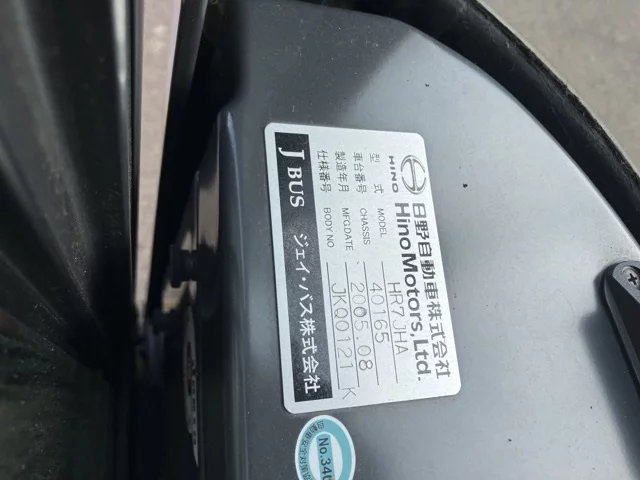 日野自動車株式会社
HINO
Hino Motors, Ltd.
型 式 MODEL HR7JHA
車台番号 CHASSIS 40165
製造年月 MFG.DATE 2005.08
仕様番号 BODY NO JKQ0121 K
J BUS ジェイ・バス株式会社